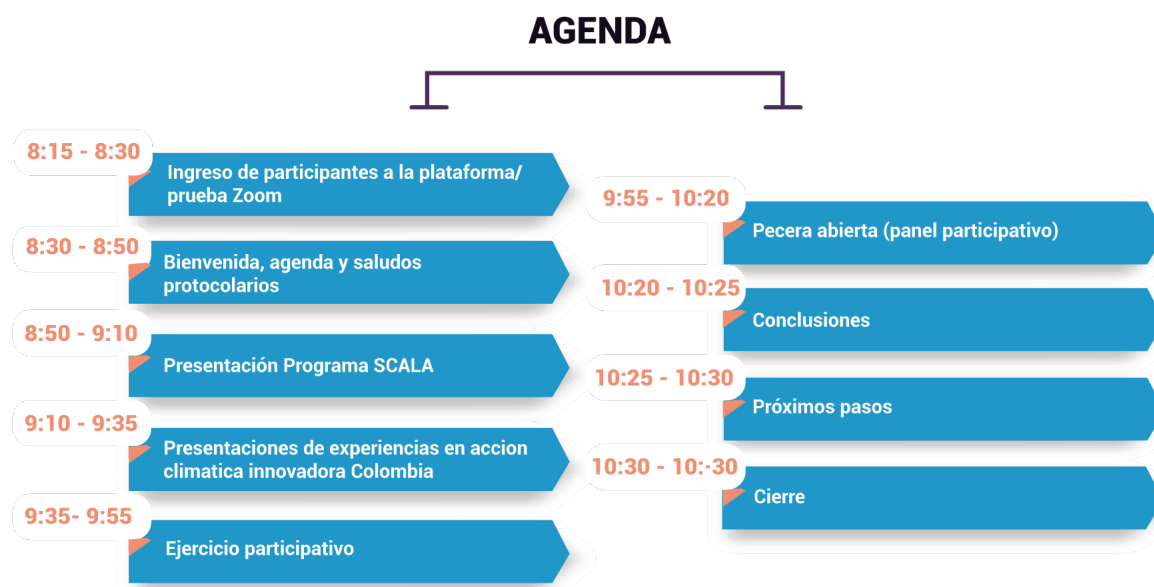 AGENDA
8:15 - 8:30
Ingreso de participantes a la plataforma/
prueba Zoom
8:30 - 8:50
Bienvenida, agenda y saludos
protocolarios
8:50 - 9:10
Presentación Programa SCALA
9:10 - 9:35
Presentaciones de experiencias en accion
climatica innovadora Colombia
9:35- 9:55
Ejercicio participativo
9:55 - 10:20
Pecera abierta (panel participativo)
10:20 - 10:25
Conclusiones
10:25 - 10:30
Próximos pasos
10:30 - 10:-30
Cierre